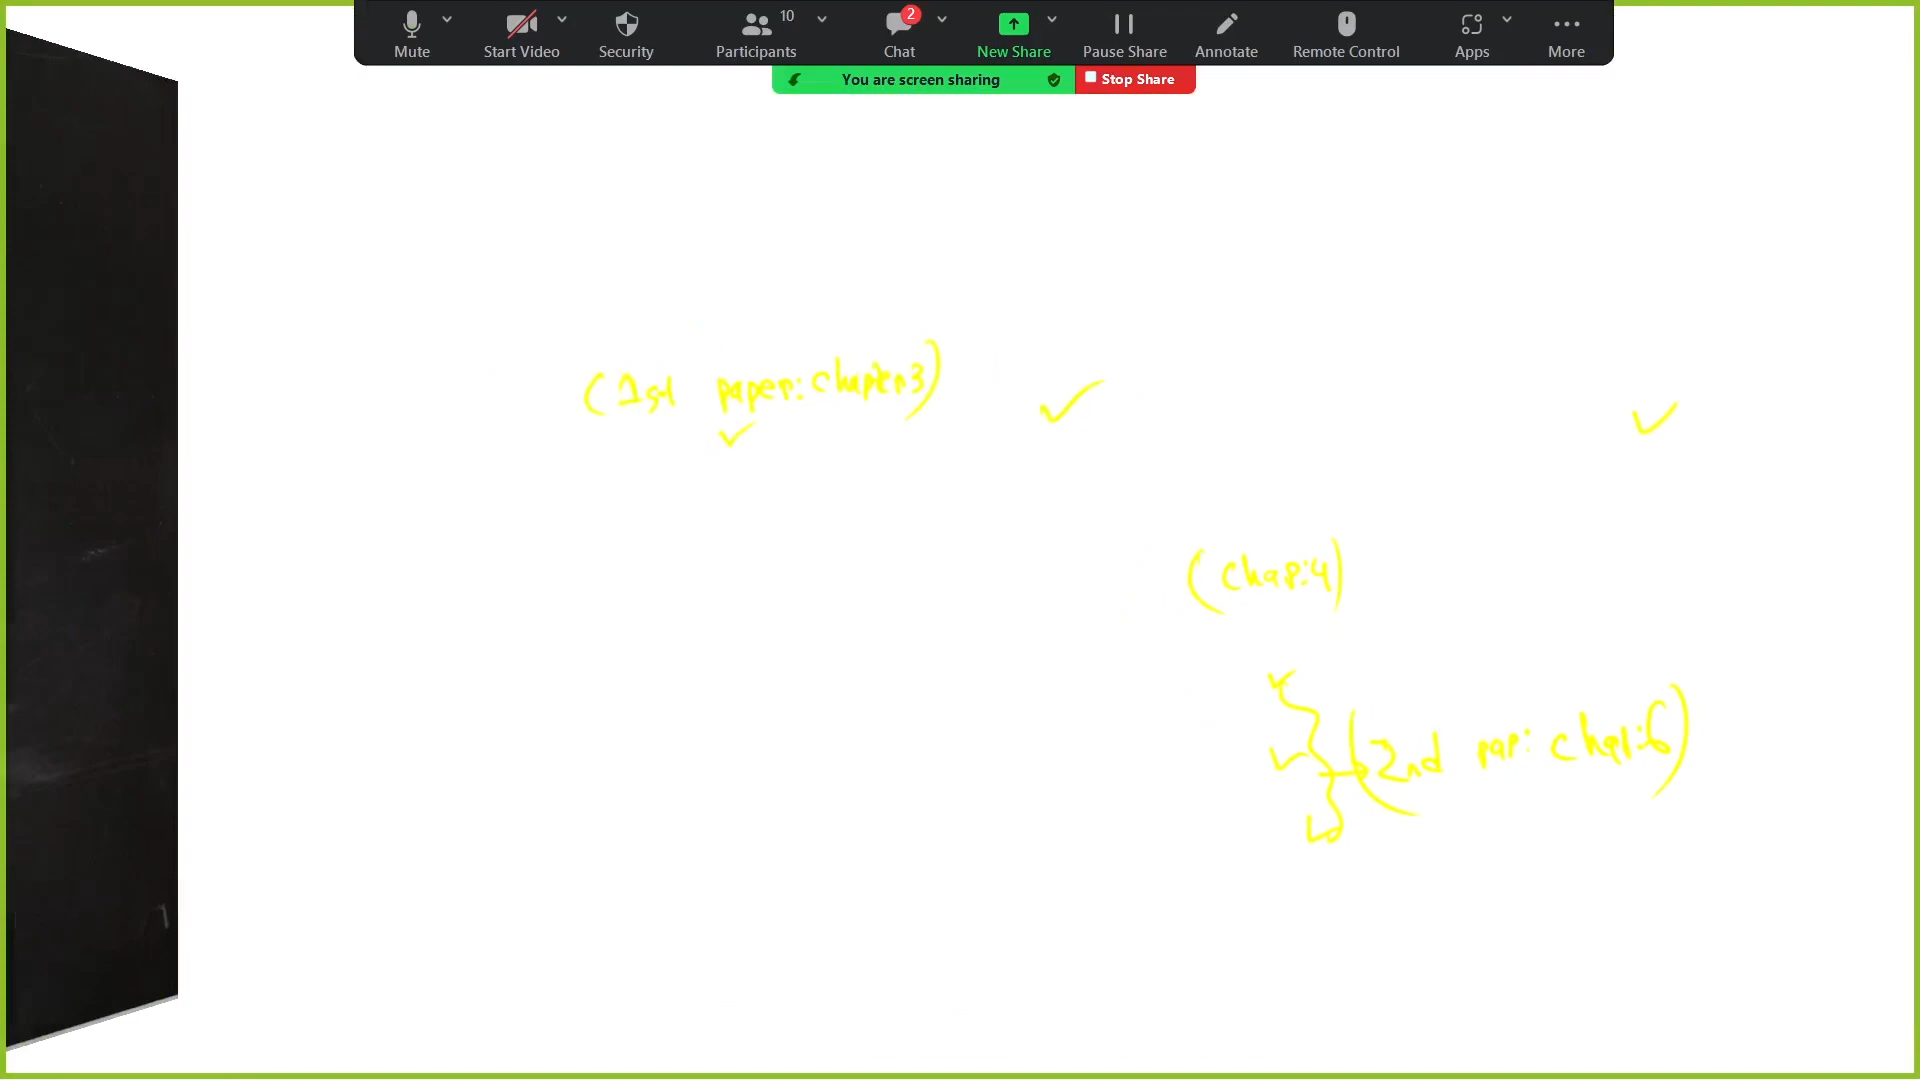 10
2
Mute Start Video Security Participants Chat New Share Pause Share Annotate Remote Control Apps More
You are screen sharing Stop Share
(1st paper: chapter 3)
(chap: 4)
(2nd pap: chap: 6)